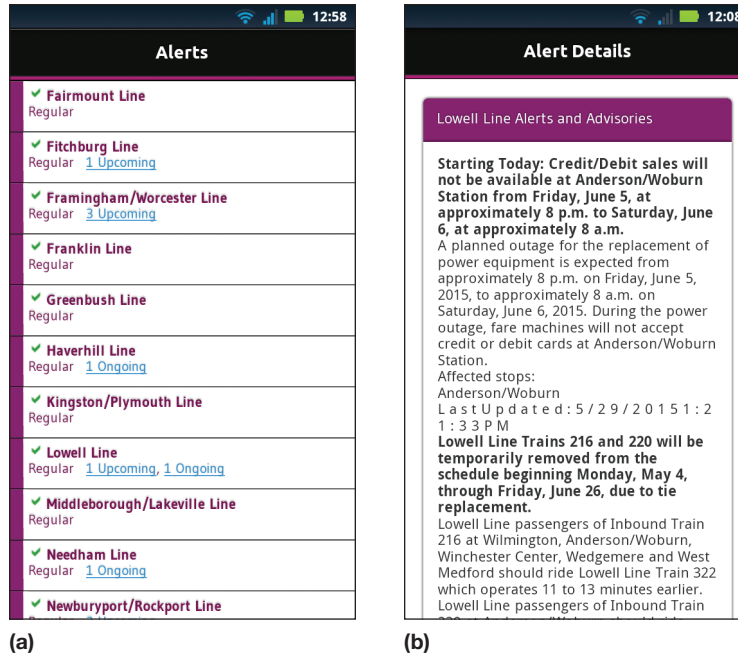 12:58
Alerts
Fairmount Line
Regular
Fitchburg Line
Regular 1 Upcoming
Framingham/Worcester Line
Regular 3 Upcoming
Franklin Line
Regular
Greenbush Line
Regular
Haverhill Line
Regular 1 Ongoing
Kingston/Plymouth Line
Regular
Lowell Line
Regular 1 Upcoming, 1 Ongoing
Middleborough/Lakeville Line
Regular
Needham Line
Regular 1 Ongoing
Newburyport/Rockport Line
(a)
12:08
Alert Details
Lowell Line Alerts and Advisories
Starting Today: Credit/Debit sales will
not be available at Anderson/Woburn
Station from Friday, June 5, at
approximately 8 p.m. to Saturday, June
6, at approximately 8 a.m.
A planned outage for the replacement of
power equipment is expected from
approximately 8 p.m. on Friday, June 5,
2015, to approximately 8 a.m. on
Saturday, June 6, 2015. During the power
outage, fare machines will not accept
credit or debit cards at Anderson/Woburn
Station.
Affected stops:
Anderson/Woburn
L a s t U p d a t e d : 5 / 2 9 / 2 0 1 5 1 : 2
1 : 3 3 P M
Lowell Line Trains 216 and 220 will be
temporarily removed from the
schedule beginning Monday, May 4,
through Friday, June 26, due to tie
replacement.
Lowell Line passengers of Inbound Train
216 at Wilmington, Anderson/Woburn,
Winchester Center, Wedgemere and West
Medford should ride Lowell Line Train 322
which operates 11 to 13 minutes earlier.
Lowell Line passengers of Inbound Train
(b)